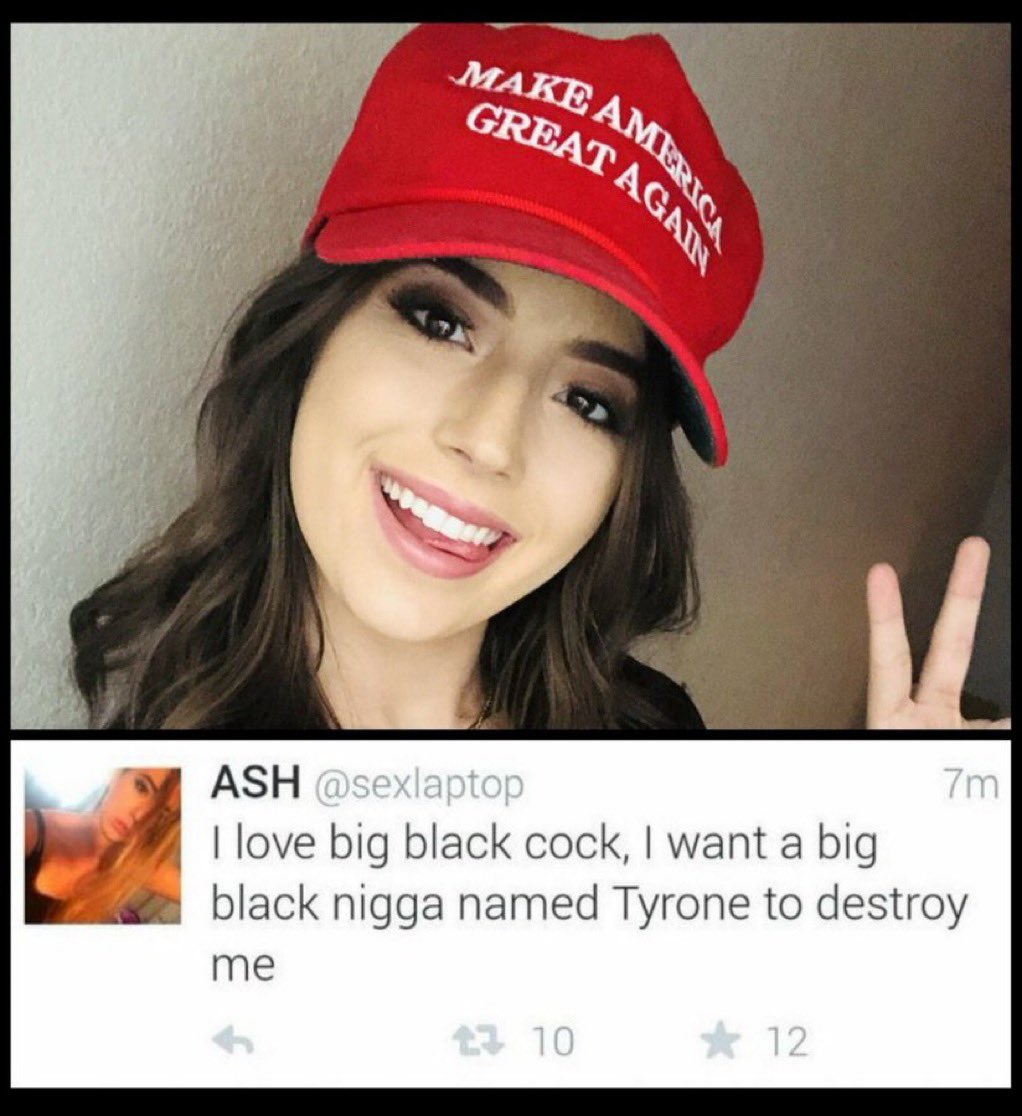 MAKE AMERICA
GREAT AGAIN
ASH @sexlaptop 7m
I love big black cock, I want a big
black nigga named Tyrone to destroy
me
10 12